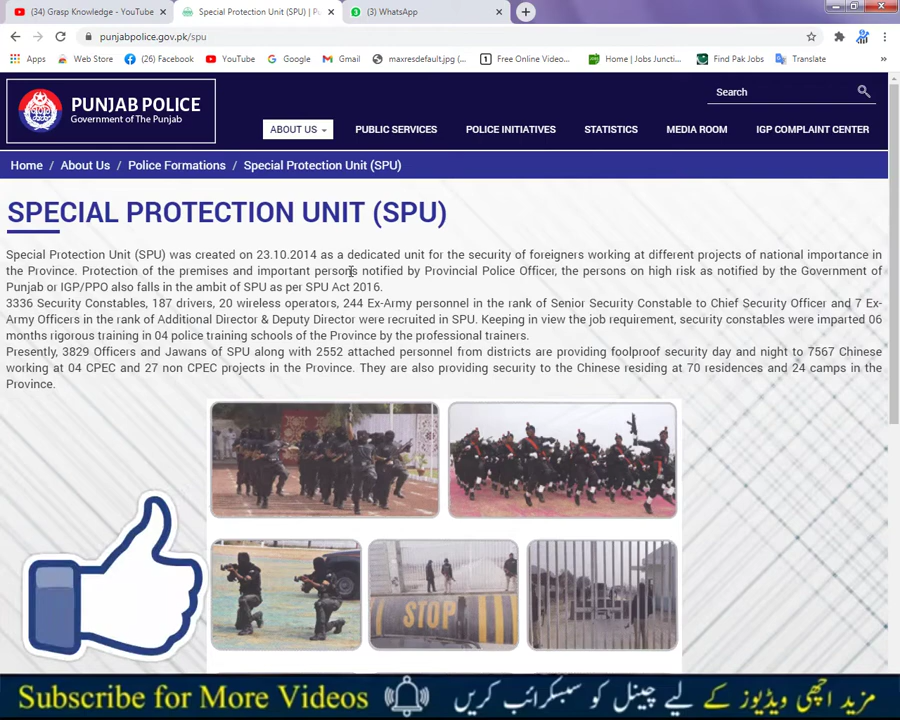 (34) Grasp Knowledge - YouTube
Special Protection Unit (SPU) | P
(3) WhatsApp
punjabpolice.gov.pk/spu
Apps Web Store (26) Facebook YouTube Google Gmail maxresdefault.jpg (... Free Online Video... Home | Jobs Juncti... Find Pak Jobs Translate »
PUNJAB POLICE
Government of The Punjab
Search
ABOUT US PUBLIC SERVICES POLICE INITIATIVES STATISTICS MEDIA ROOM IGP COMPLAINT CENTER
Home / About Us / Police Formations / Special Protection Unit (SPU)
SPECIAL PROTECTION UNIT (SPU)
Special Protection Unit (SPU) was created on 23.10.2014 as a dedicated unit for the security of foreigners working at different projects of national importance in
the Province. Protection of the premises and important persons notified by Provincial Police Officer, the persons on high risk as notified by the Government of
Punjab or IGP/PPO also falls in the ambit of SPU as per SPU Act 2016.
3336 Security Constables, 187 drivers, 20 wireless operators, 244 Ex-Army personnel in the rank of Senior Security Constable to Chief Security Officer and 7 Ex-
Army Officers in the rank of Additional Director & Deputy Director were recruited in SPU. Keeping in view the job requirement, security constables were imparted 06
months rigorous training in 04 police training schools of the Province by the professional trainers.
Presently, 3829 Officers and Jawans of SPU along with 2552 attached personnel from districts are providing foolproof security day and night to 7567 Chinese
working at 04 CPEC and 27 non CPEC projects in the Province. They are also providing security to the Chinese residing at 70 residences and 24 camps in the
Province.
STOP
Subscribe for More Videos مزید اچھی ویڈیوز کے لیے چینل کو سبسکرائب کریں